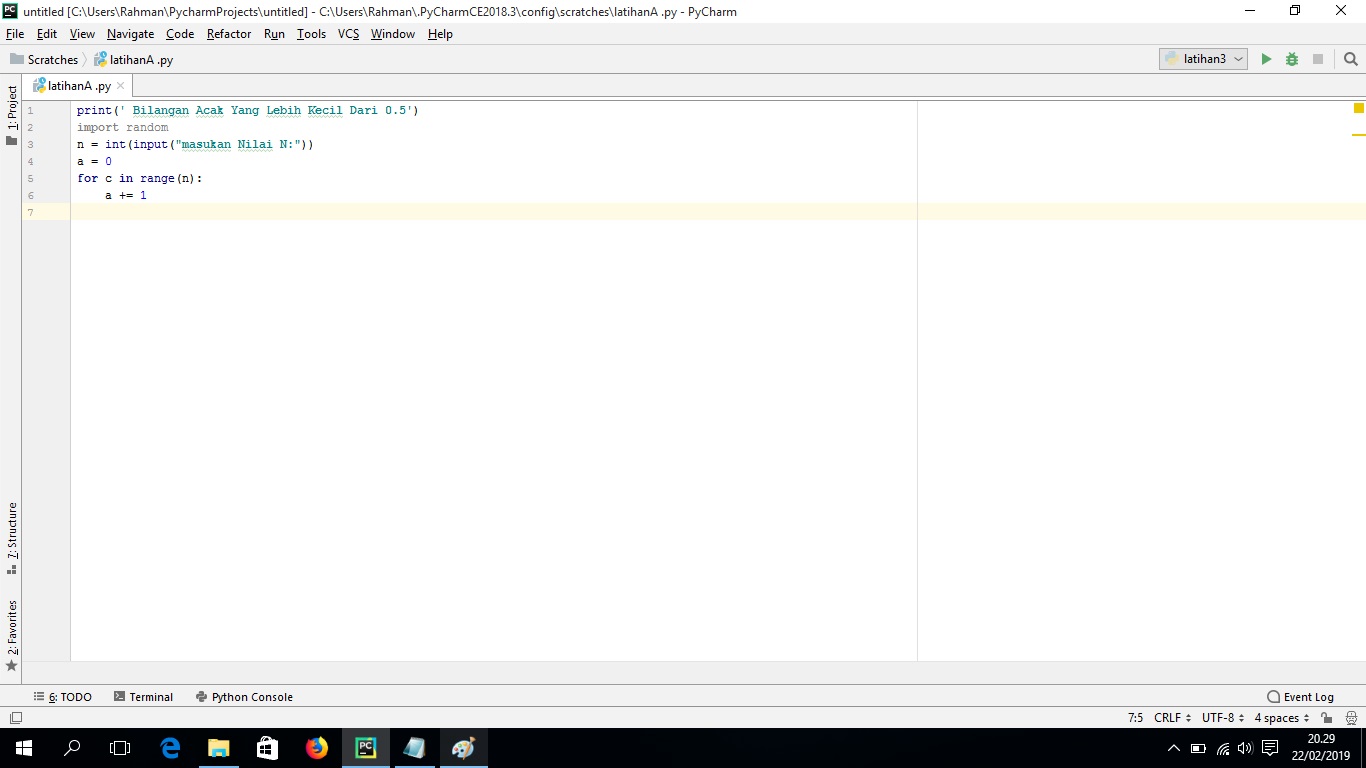 untitled [C:\Users\Rahman\PycharmProjects\untitled] - C:\Users\Rahman\.PyCharmCE2018.3\config\scratches\latihanA .py - PyCharm
File Edit View Navigate Code Refactor Run Tools VCS Window Help
Scratches latihanA .py latihan3
latihanA .py
1: Project
1 print(' Bilangan Acak Yang Lebih Kecil Dari 0.5')
2 import random
3 n = int(input("masukan Nilai N:"))
4 a = 0
5 for c in range(n):
6 a += 1
7
7: Structure
2: Favorites
6: TODO Terminal Python Console Event Log
7:5 CRLF UTF-8 4 spaces
PC
20.29
22/02/2019